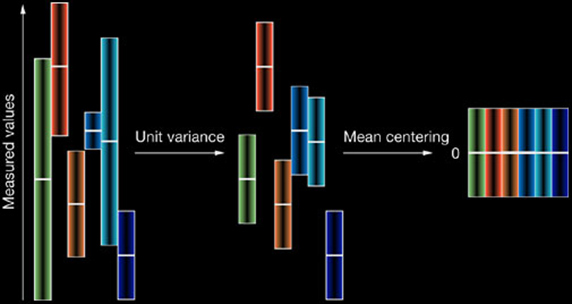 Measured values
Unit variance
Mean centering
0